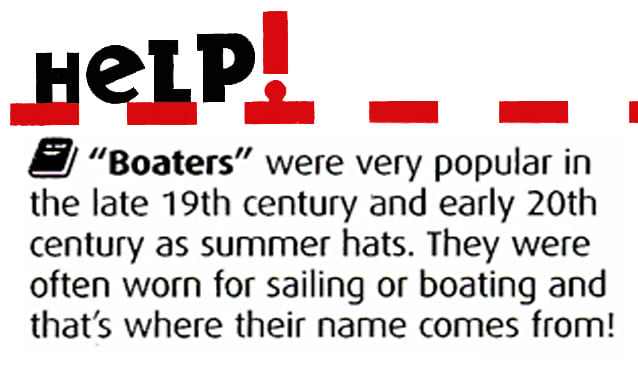 HeLP!
“Boaters” were very popular in
the late 19th century and early 20th
century as summer hats. They were
often worn for sailing or boating and
that’s where their name comes from!